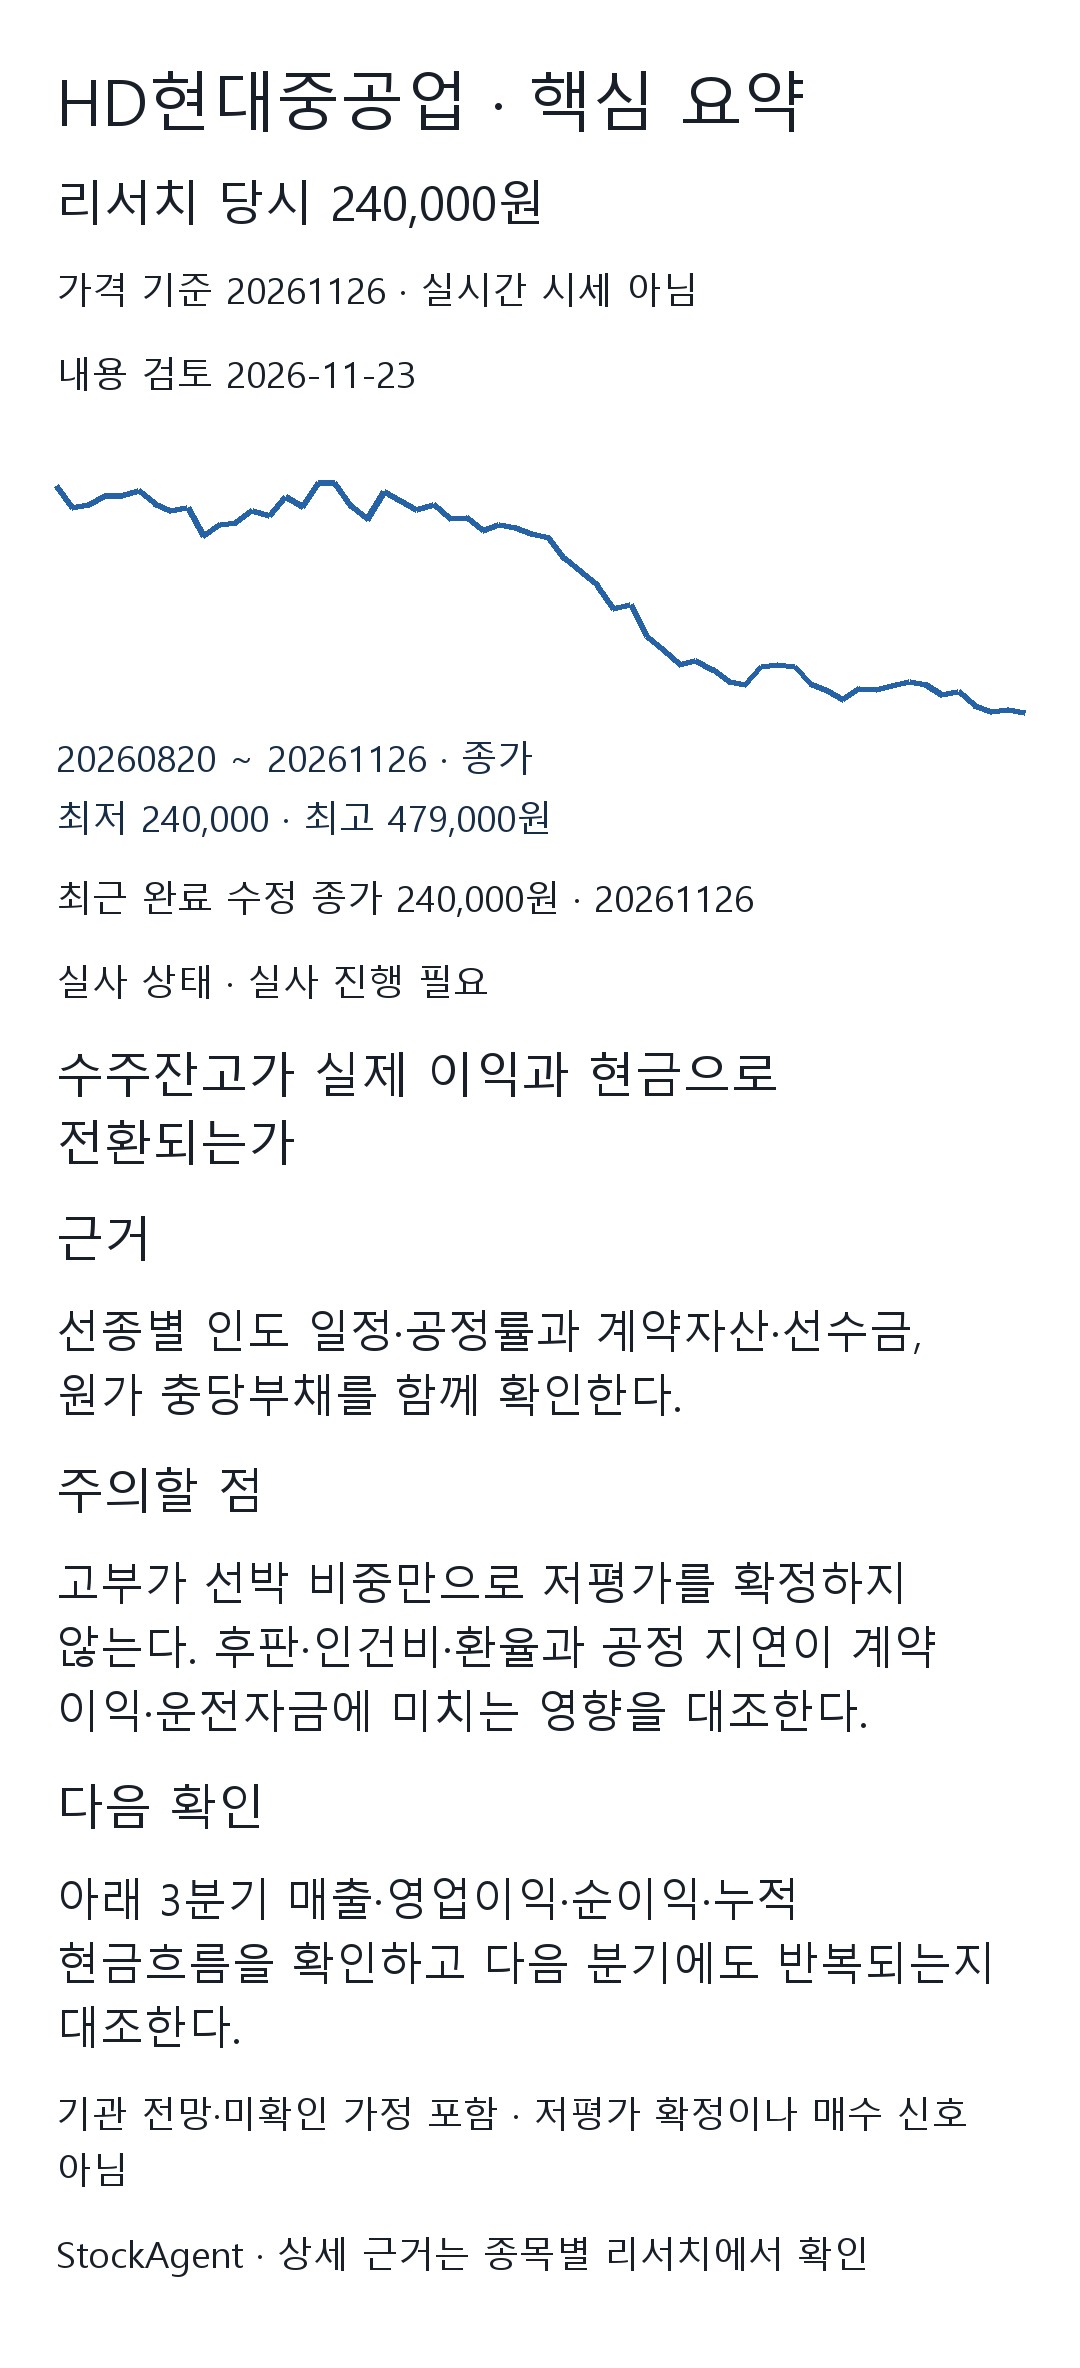 HD현대중공업 · 핵심 요약
리서치 당시 240,000원
가격 기준 20261126 · 실시간 시세 아님
내용 검토 2026-11-23
20260820 ~ 20261126 · 종가
최저 240,000 · 최고 479,000원
최근 완료 수정 종가 240,000원 · 20261126
실사 상태 · 실사 진행 필요
수주잔고가 실제 이익과 현금으로
전환되는가
근거
선종별 인도 일정·공정률과 계약자산·선수금,
원가 충당부채를 함께 확인한다.
주의할 점
고부가 선박 비중만으로 저평가를 확정하지
않는다. 후판·인건비·환율과 공정 지연이 계약
이익·운전자금에 미치는 영향을 대조한다.
다음 확인
아래 3분기 매출·영업이익·순이익·누적
현금흐름을 확인하고 다음 분기에도 반복되는지
대조한다.
기관 전망·미확인 가정 포함 · 저평가 확정이나 매수 신호
아님
StockAgent · 상세 근거는 종목별 리서치에서 확인